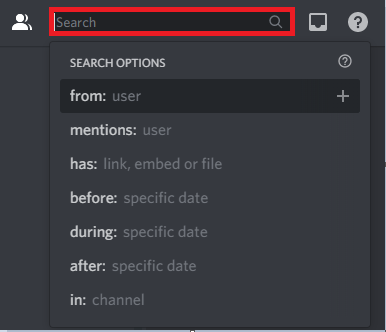 Search
SEARCH OPTIONS
from: user
mentions: user
has: link, embed or file
before: specific date
during: specific date
after: specific date
in: channel